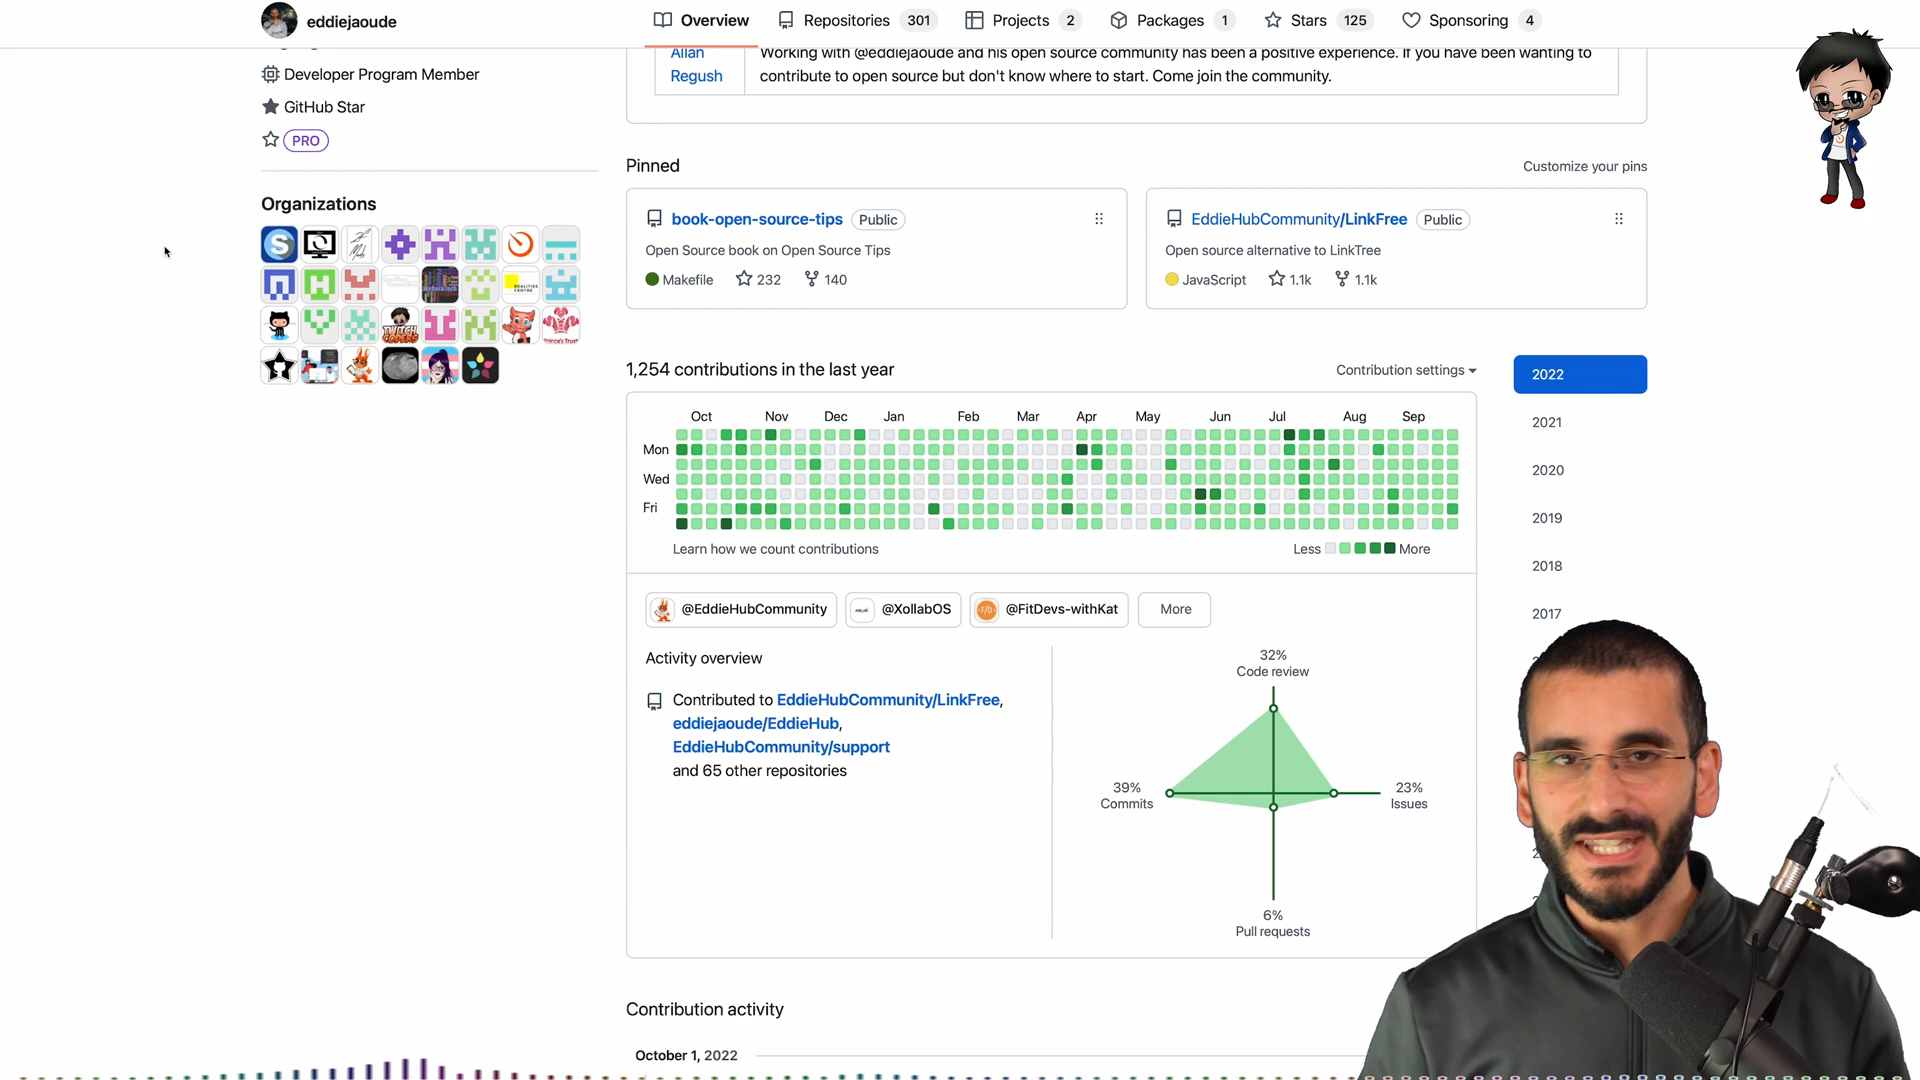 eddiejaoude
Overview
Repositories 301
Projects 2
Packages 1
Stars 125
Sponsoring 4
Developer Program Member
GitHub Star
PRO
Organizations
Allan
Regush
Working with @eddiejaoude and his open source community has been a positive experience. If you have been wanting to
contribute to open source but don't know where to start. Come join the community.
Pinned
Customize your pins
book-open-source-tips Public
Open Source book on Open Source Tips
Makefile 232 140
EddieHubCommunity/LinkFree Public
Open source alternative to LinkTree
JavaScript 1.1k 1.1k
1,254 contributions in the last year
Contribution settings
Oct Nov Dec Jan Feb Mar Apr May Jun Jul Aug Sep
Mon
Wed
Fri
Learn how we count contributions
Less More
2022
2021
2020
2019
2018
2017
@EddieHubCommunity
@XollabOS
@FitDevs-withKat
More
Activity overview
Contributed to EddieHubCommunity/LinkFree,
eddiejaoude/EddieHub,
EddieHubCommunity/support
and 65 other repositories
32%
Code review
39%
Commits
23%
Issues
6%
Pull requests
Contribution activity
October 1, 2022